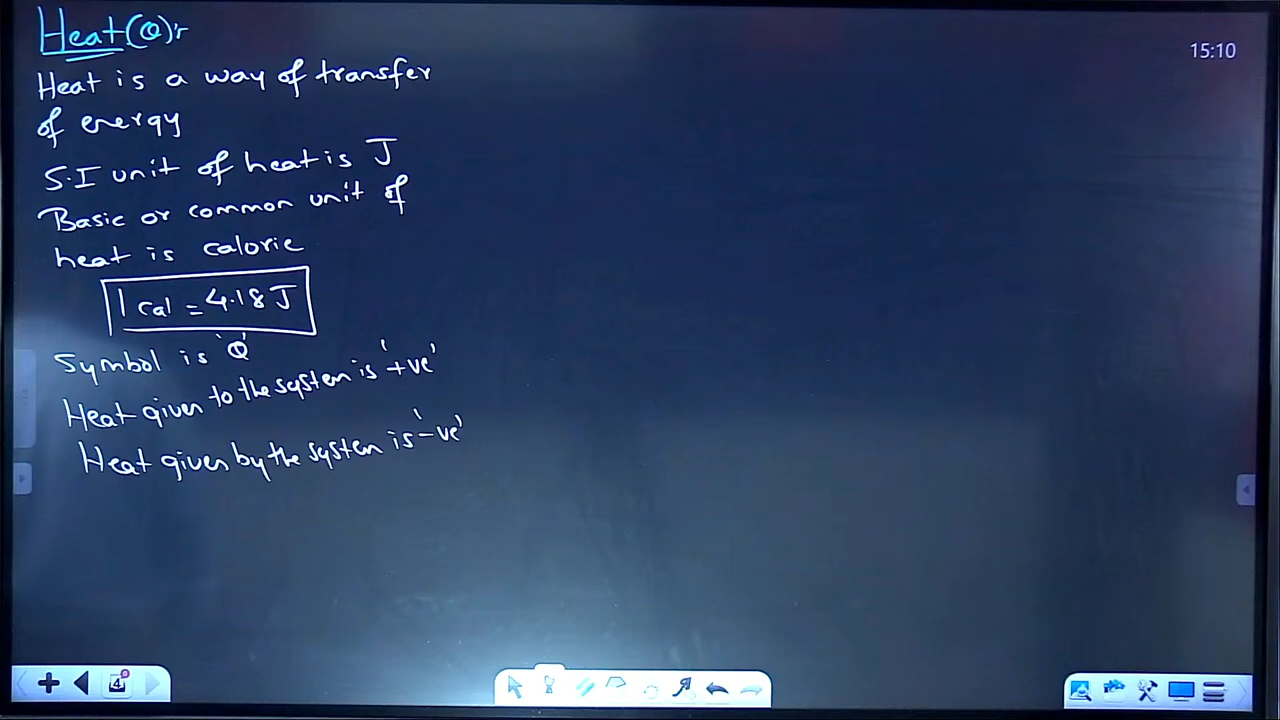 Heat (Q):-
15:10
Heat is a way of transfer
of energy
S.I unit of heat is J
Basic or common unit of
heat is calorie
1 cal = 4.18 J
Symbol is 'Q'
Heat given to the system is '+ve'
Heat given by the system is '-ve'
4